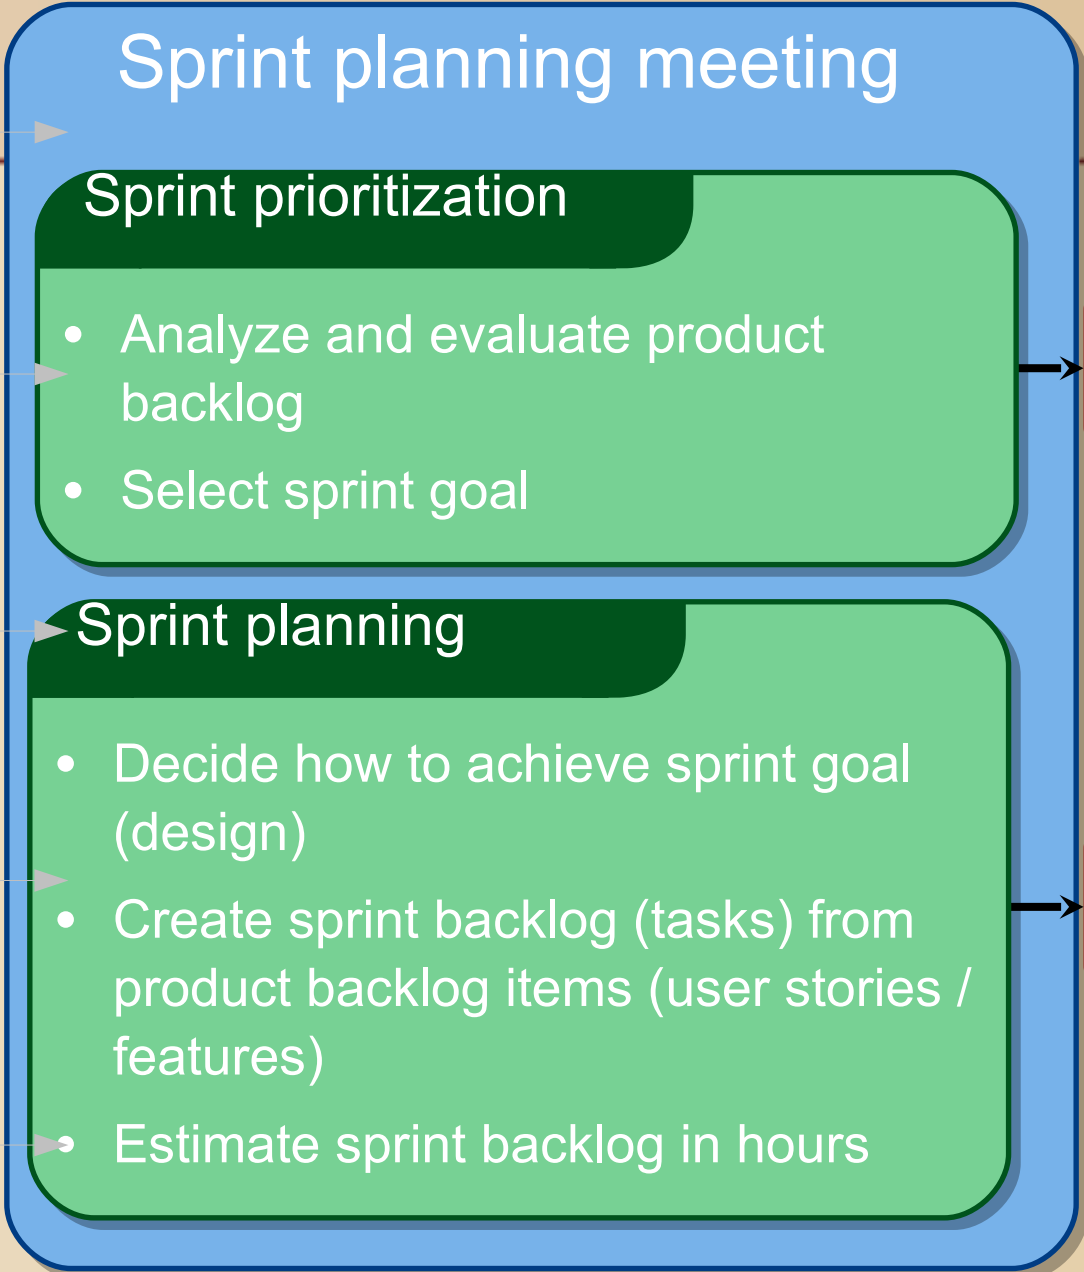 Sprint planning meeting
Sprint prioritization
• Analyze and evaluate product
backlog
• Select sprint goal
Sprint planning
• Decide how to achieve sprint goal
(design)
• Create sprint backlog (tasks) from
product backlog items (user stories /
features)
• Estimate sprint backlog in hours